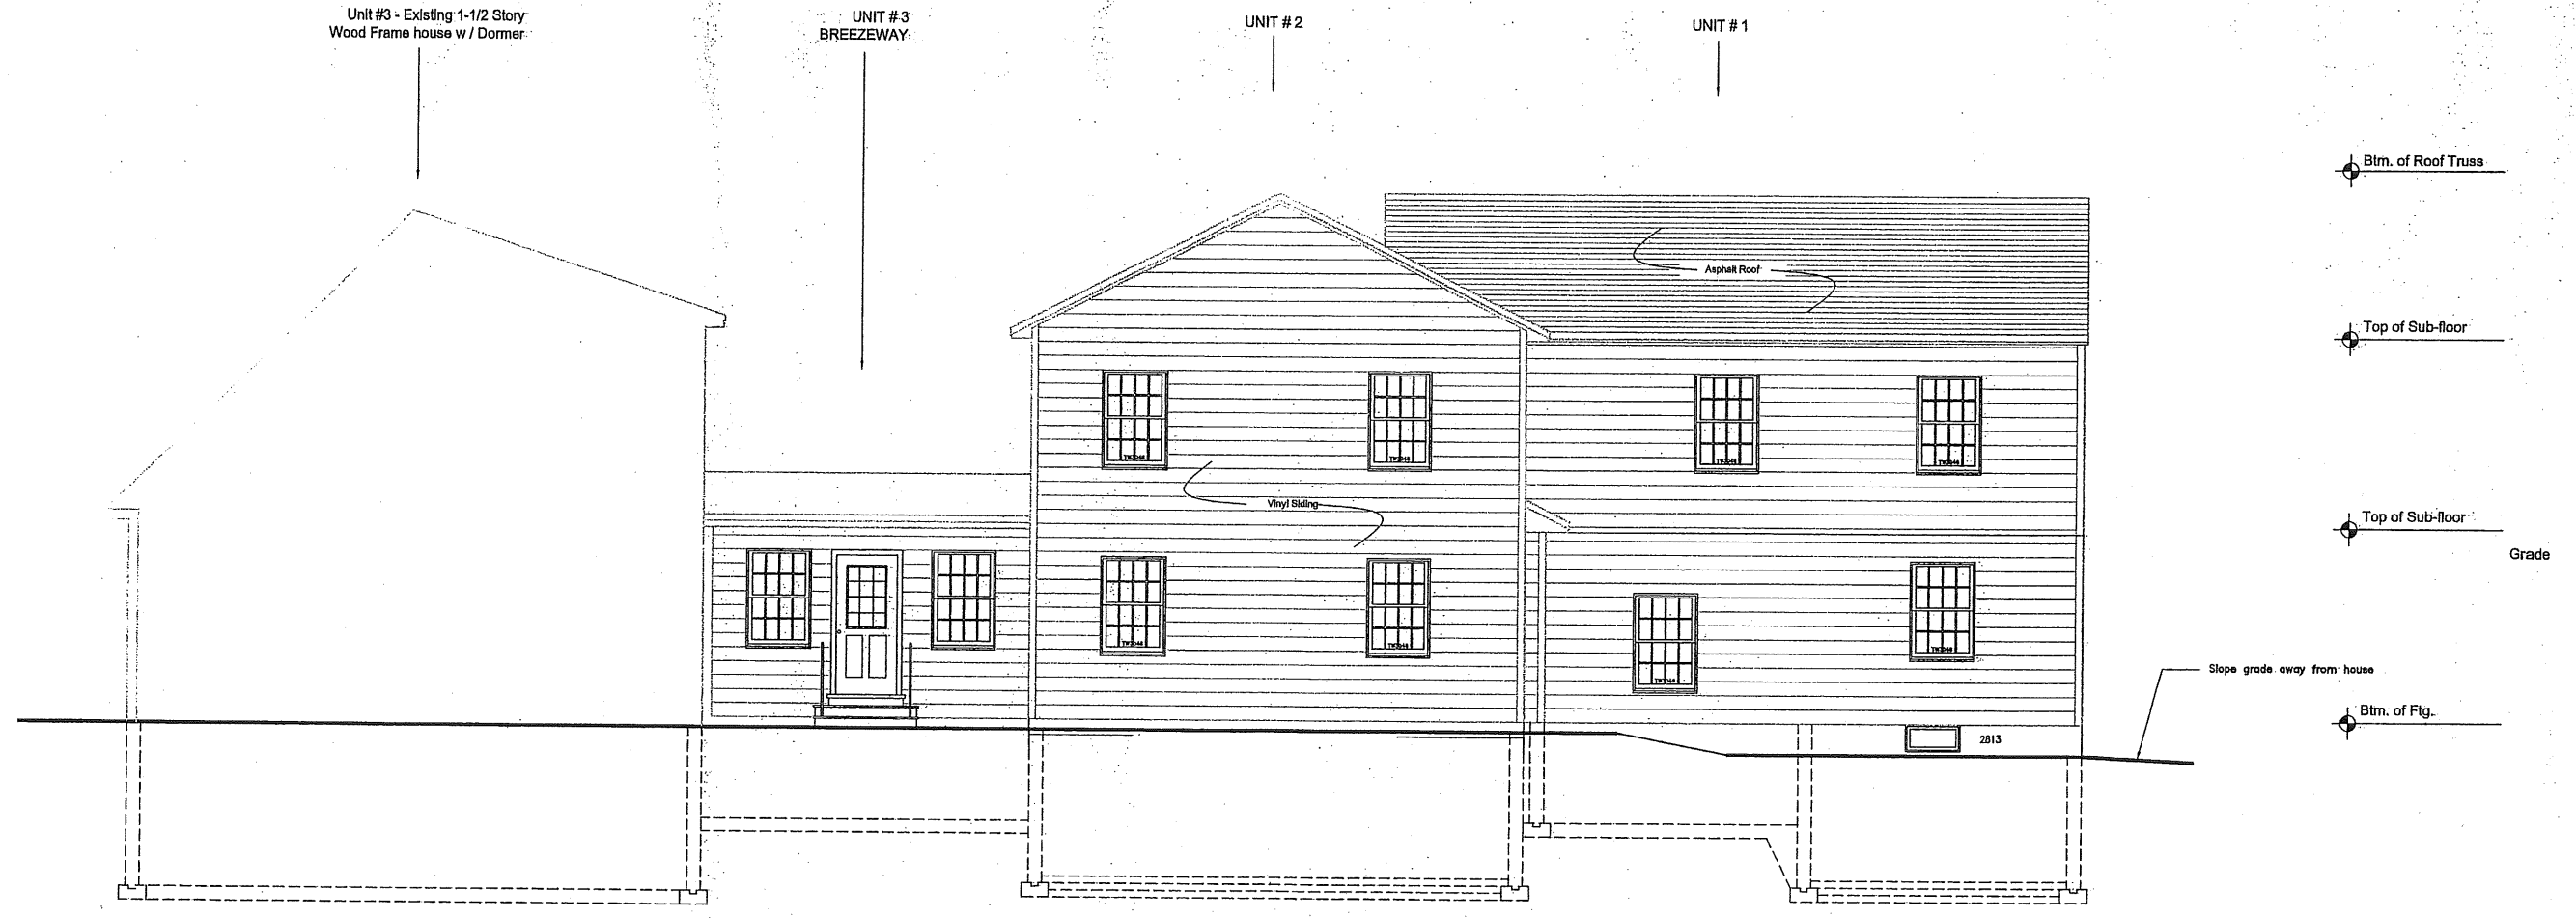 Unit #3 - Existing 1-1/2 Story
Wood Frame house w / Dormer
UNIT # 3
BREEZEWAY
UNIT # 2
UNIT # 1
Btm. of Roof Truss
Asphalt Roof
Top of Sub-floor
Vinyl Siding
Top of Sub-floor
Grade
Slope grade away from house
Btm. of Ftg.
2813